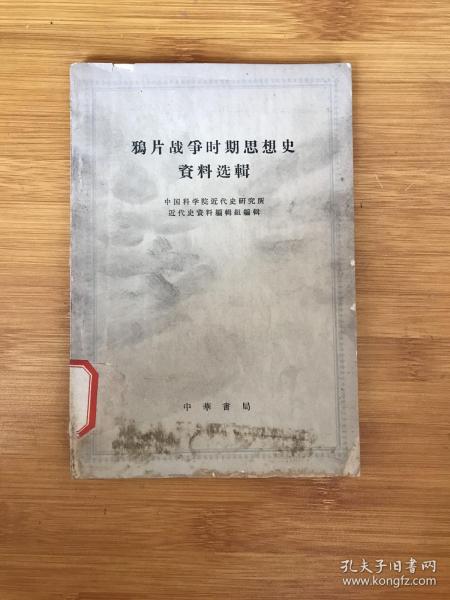 鴉片战爭时期思想史
資料选輯
中国科学院近代史研究所
近代史資料編輯組編輯
中華書局
孔夫子旧书网
www.kongfz.com